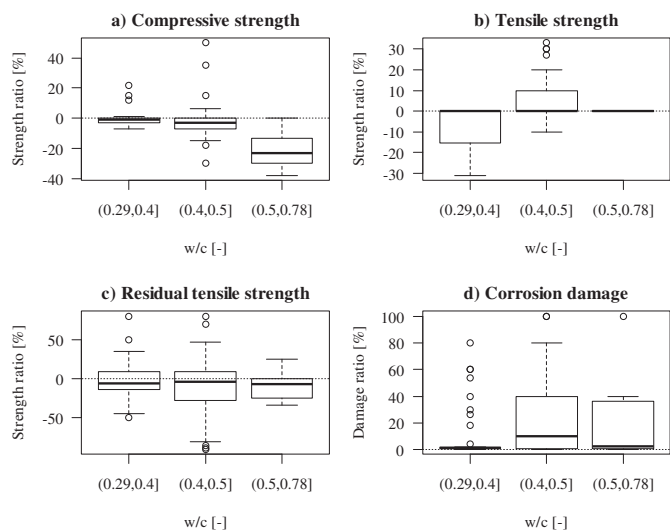 a) Compressive strength
Strength ratio [%]
40
20
0
-20
-40
(0.29,0.4] (0.4,0.5] (0.5,0.78]
w/c [-]
b) Tensile strength
Strength ratio [%]
30
20
10
0
-10
-20
-30
(0.29,0.4] (0.4,0.5] (0.5,0.78]
w/c [-]
c) Residual tensile strength
Strength ratio [%]
50
0
-50
(0.29,0.4] (0.4,0.5] (0.5,0.78]
w/c [-]
d) Corrosion damage
Damage ratio [%]
100
80
60
40
20
0
(0.29,0.4] (0.4,0.5] (0.5,0.78]
w/c [-]